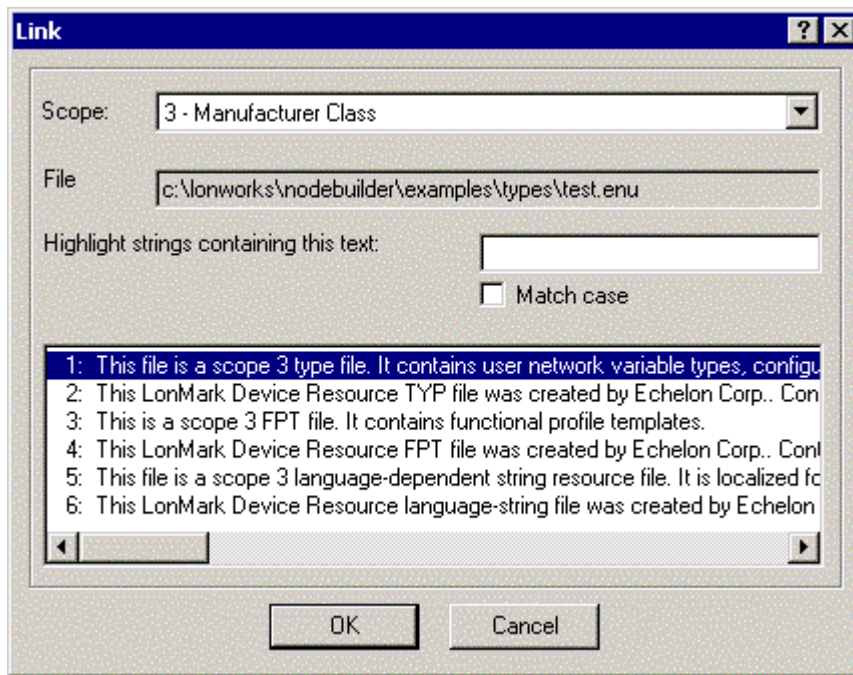 Link
Scope: 3 - Manufacturer Class
File c:\lonworks\nodebuilder\examples\types\test.enu
Highlight strings containing this text:
Match case
1: This file is a scope 3 type file. It contains user network variable types, configu
2: This LonMark Device Resource TYP file was created by Echelon Corp.. Con
3: This is a scope 3 FPT file. It contains functional profile templates.
4: This LonMark Device Resource FPT file was created by Echelon Corp.. Cont
5: This file is a scope 3 language-dependent string resource file. It is localized fo
6: This LonMark Device Resource language-string file was created by Echelon
OK Cancel